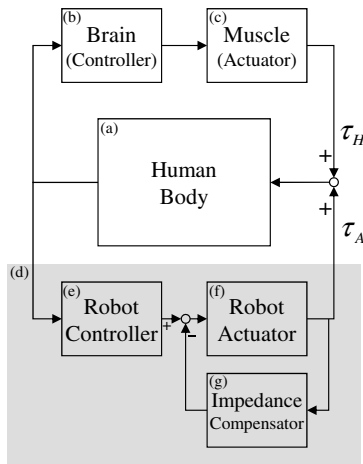 (b)
Brain
(Controller)
(c)
Muscle
(Actuator)
τH
+
(a)
Human
Body
+
τA
(d)
(e)
Robot
Controller
+
−
(f)
Robot
Actuator
(g)
Impedance
Compensator